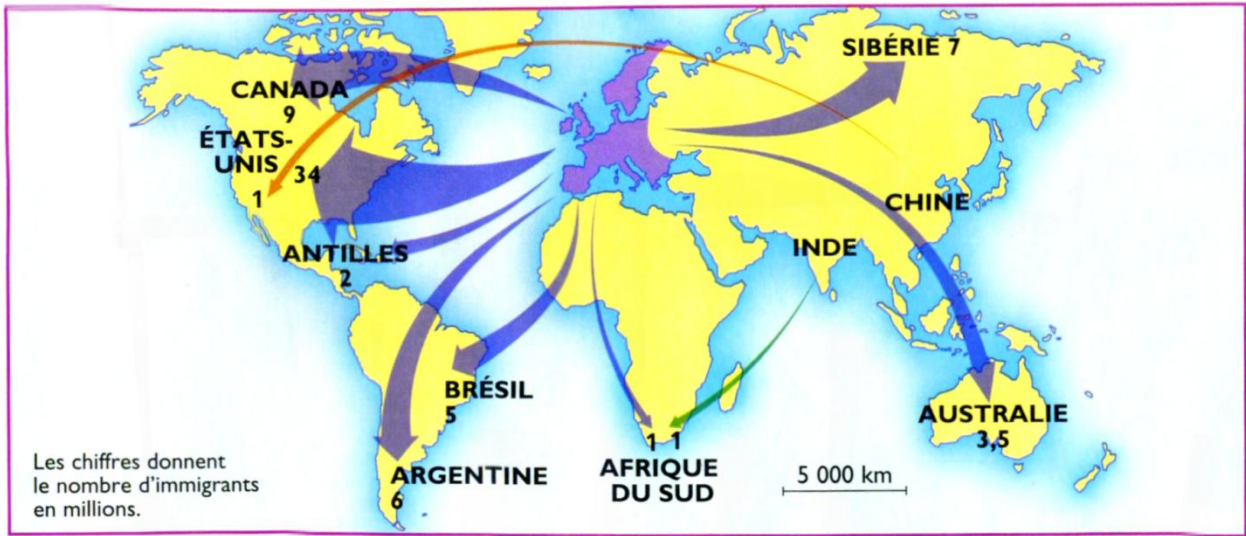 SIBÉRIE 7
CANADA
9
ÉTATS-
UNIS
34
1
CHINE
ANTILLES
2
INDE
BRÉSIL
5
AUSTRALIE
3,5
1 1
AFRIQUE
DU SUD
ARGENTINE
6
5 000 km
Les chiffres donnent
le nombre d'immigrants
en millions.